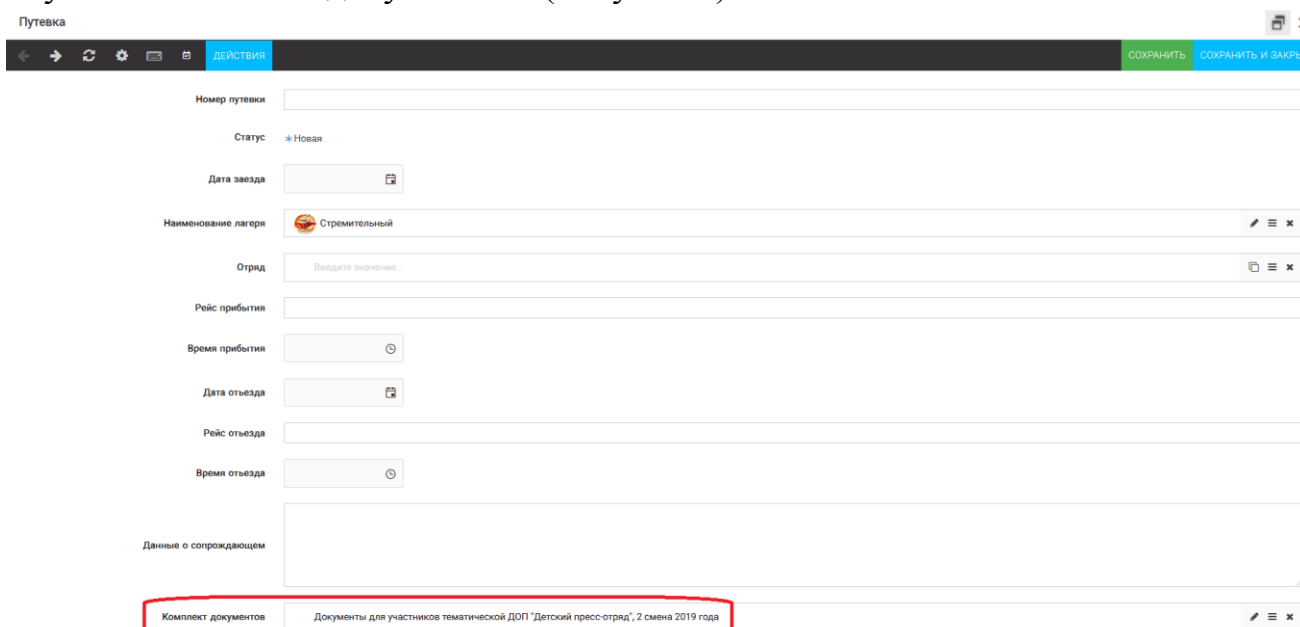 Путевка
ДЕЙСТВИЯ СОХРАНИТЬ СОХРАНИТЬ И ЗАКРЫ
Номер путевки
Статус Новая
Дата заезда
Наименование лагеря Стремительный
Отряд Введите значение...
Рейс прибытия
Время прибытия
Дата отъезда
Рейс отъезда
Время отъезда
Данные о сопрождающем
Комплект документов Документы для участников тематической ДОП "Детский пресс-отряд", 2 смена 2019 года